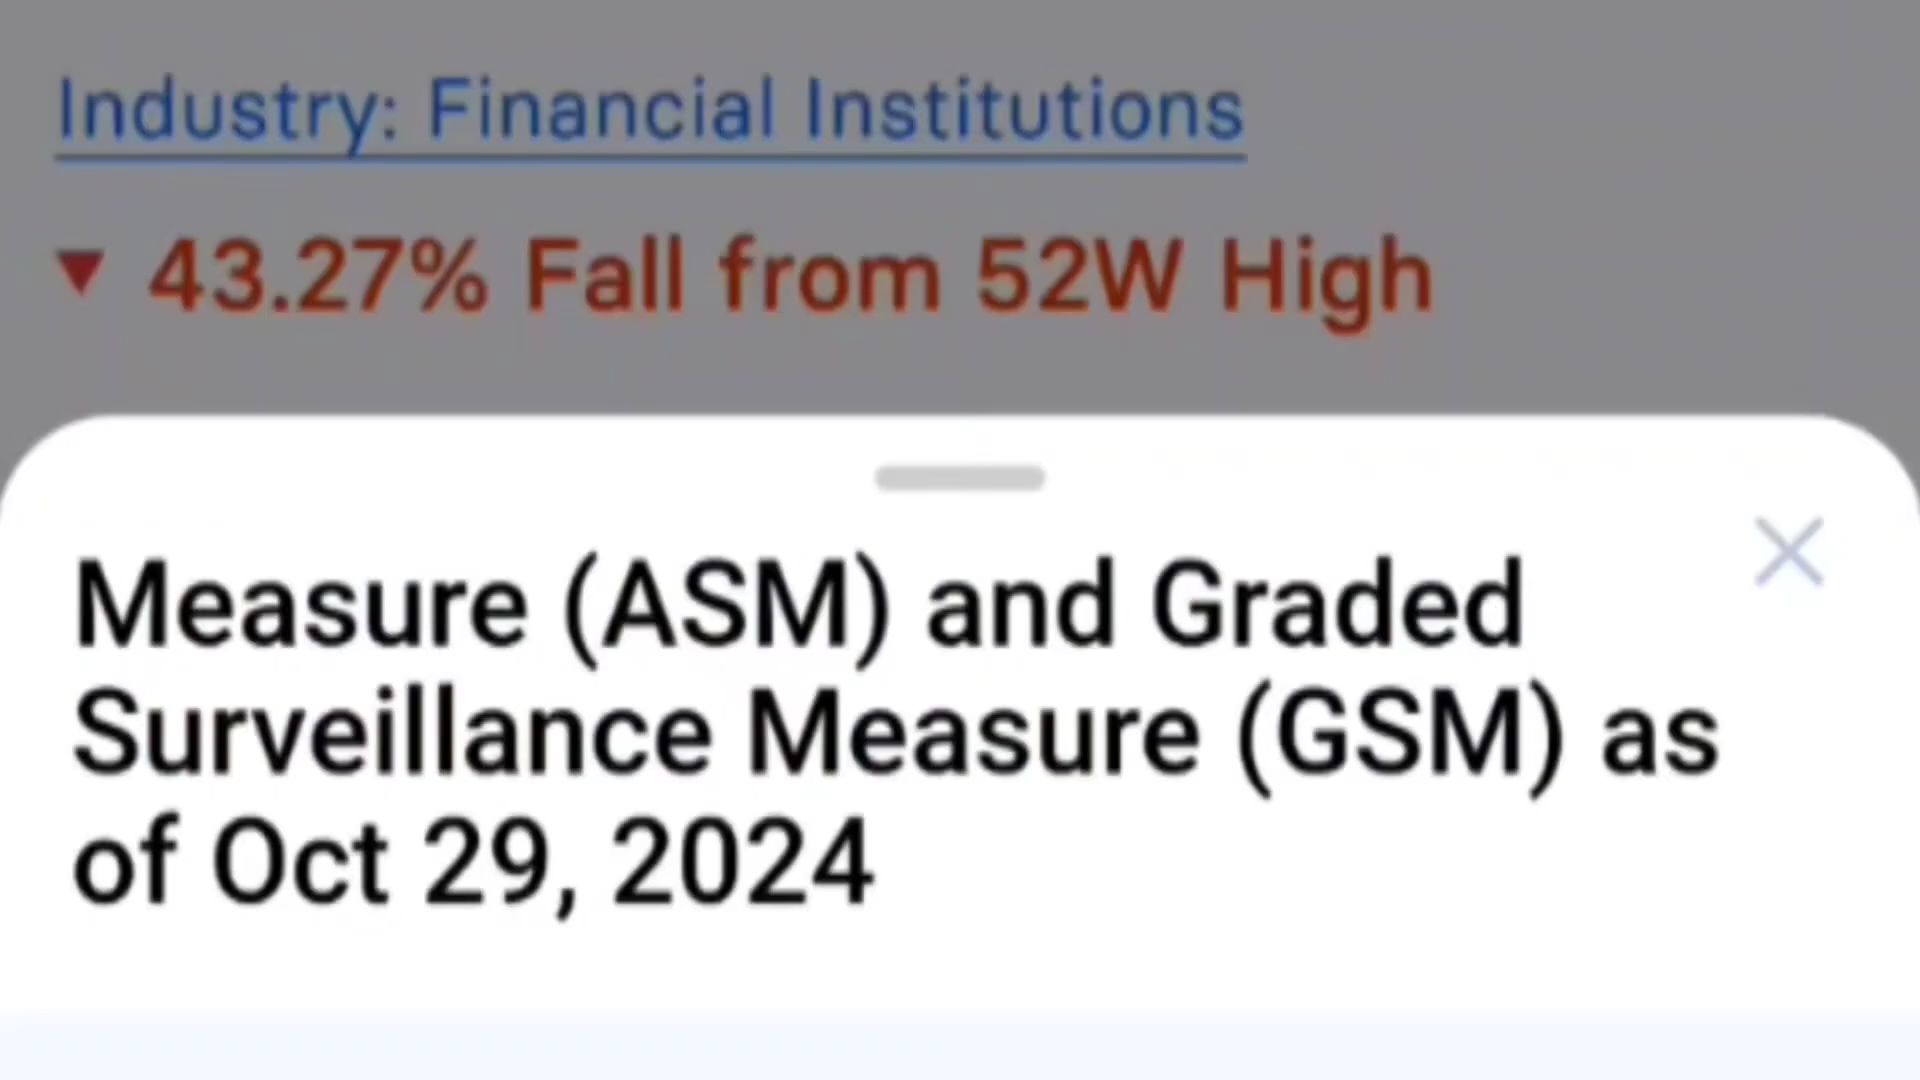 Industry: Financial Institutions
▼ 43.27% Fall from 52W High
Measure (ASM) and Graded
Surveillance Measure (GSM) as
of Oct 29, 2024